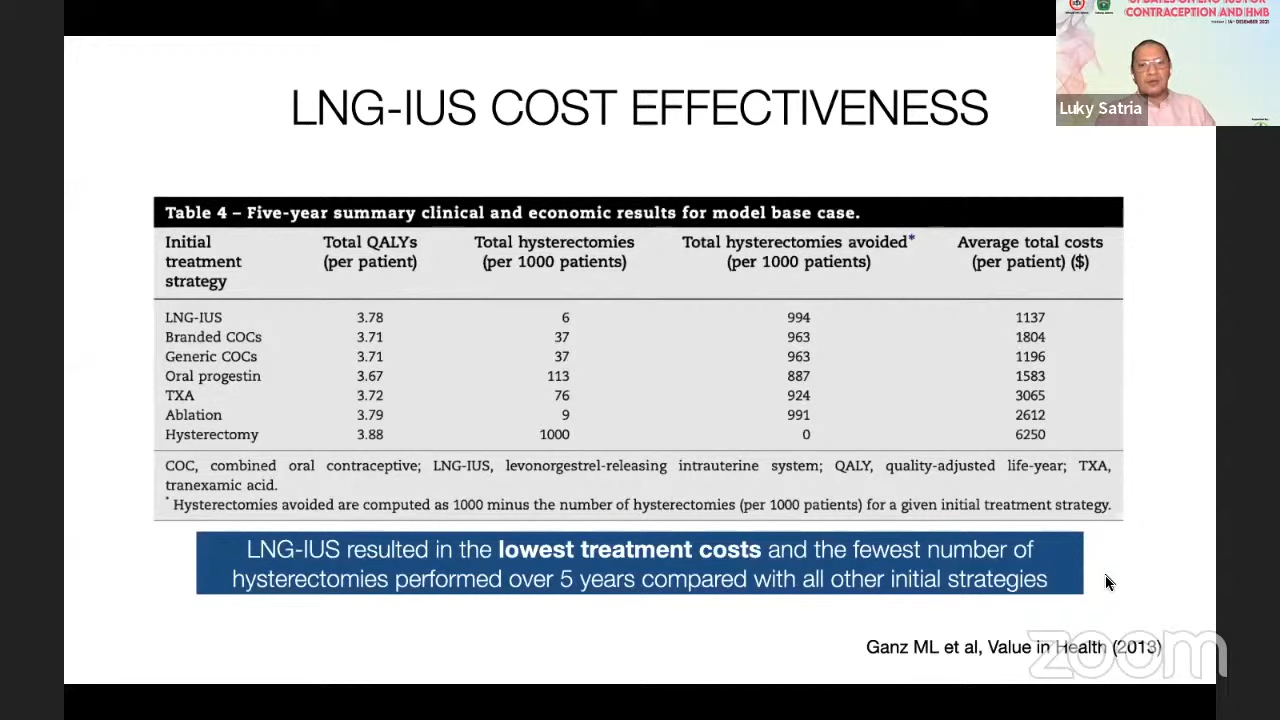 UPDATES ON LNG-IUS FOR
CONTRACEPTION AND HMB
Luky Satria
LNG-IUS COST EFFECTIVENESS
Table 4 – Five-year summary clinical and economic results for model base case.
Initial treatment strategy Total QALYs (per patient) Total hysterectomies (per 1000 patients) Total hysterectomies avoided* (per 1000 patients) Average total costs (per patient) ($)
LNG-IUS 3.78 6 994 1137
Branded COCs 3.71 37 963 1804
Generic COCs 3.71 37 963 1196
Oral progestin 3.67 113 887 1583
TXA 3.72 76 924 3065
Ablation 3.79 9 991 2612
Hysterectomy 3.88 1000 0 6250
COC, combined oral contraceptive; LNG-IUS, levonorgestrel-releasing intrauterine system; QALY, quality-adjusted life-year; TXA,
tranexamic acid.
* Hysterectomies avoided are computed as 1000 minus the number of hysterectomies (per 1000 patients) for a given initial treatment strategy.
LNG-IUS resulted in the lowest treatment costs and the fewest number of
hysterectomies performed over 5 years compared with all other initial strategies
Ganz ML et al, Value in Health (2013)
zoom